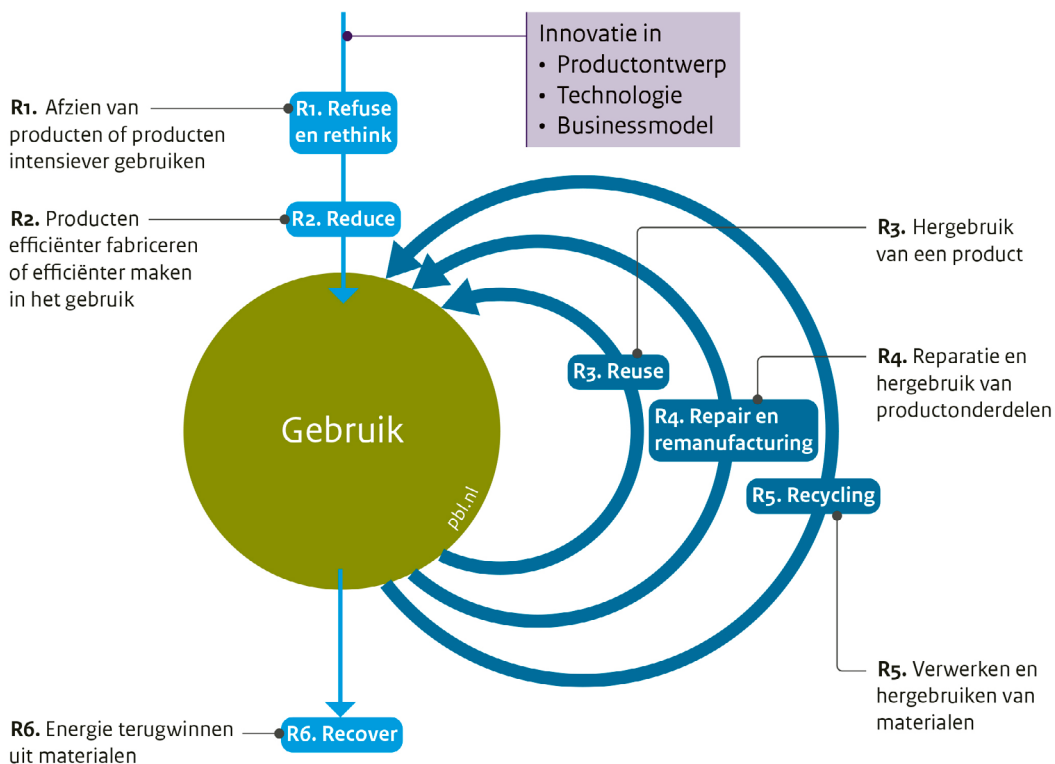 Innovatie in
• Productontwerp
• Technologie
• Businessmodel
R1. Afzien van
producten of producten
intensiever gebruiken
R1. Refuse
en rethink
R2. Producten
efficiënter fabriceren
of efficiënter maken
in het gebruik
R2. Reduce
R3. Hergebruik
van een product
R3. Reuse
R4. Reparatie en
hergebruik van
productonderdelen
R4. Repair en
remanufacturing
Gebruik
pbl.nl
R5. Recycling
R5. Verwerken en
hergebruiken van
materialen
R6. Energie terugwinnen
uit materialen
R6. Recover